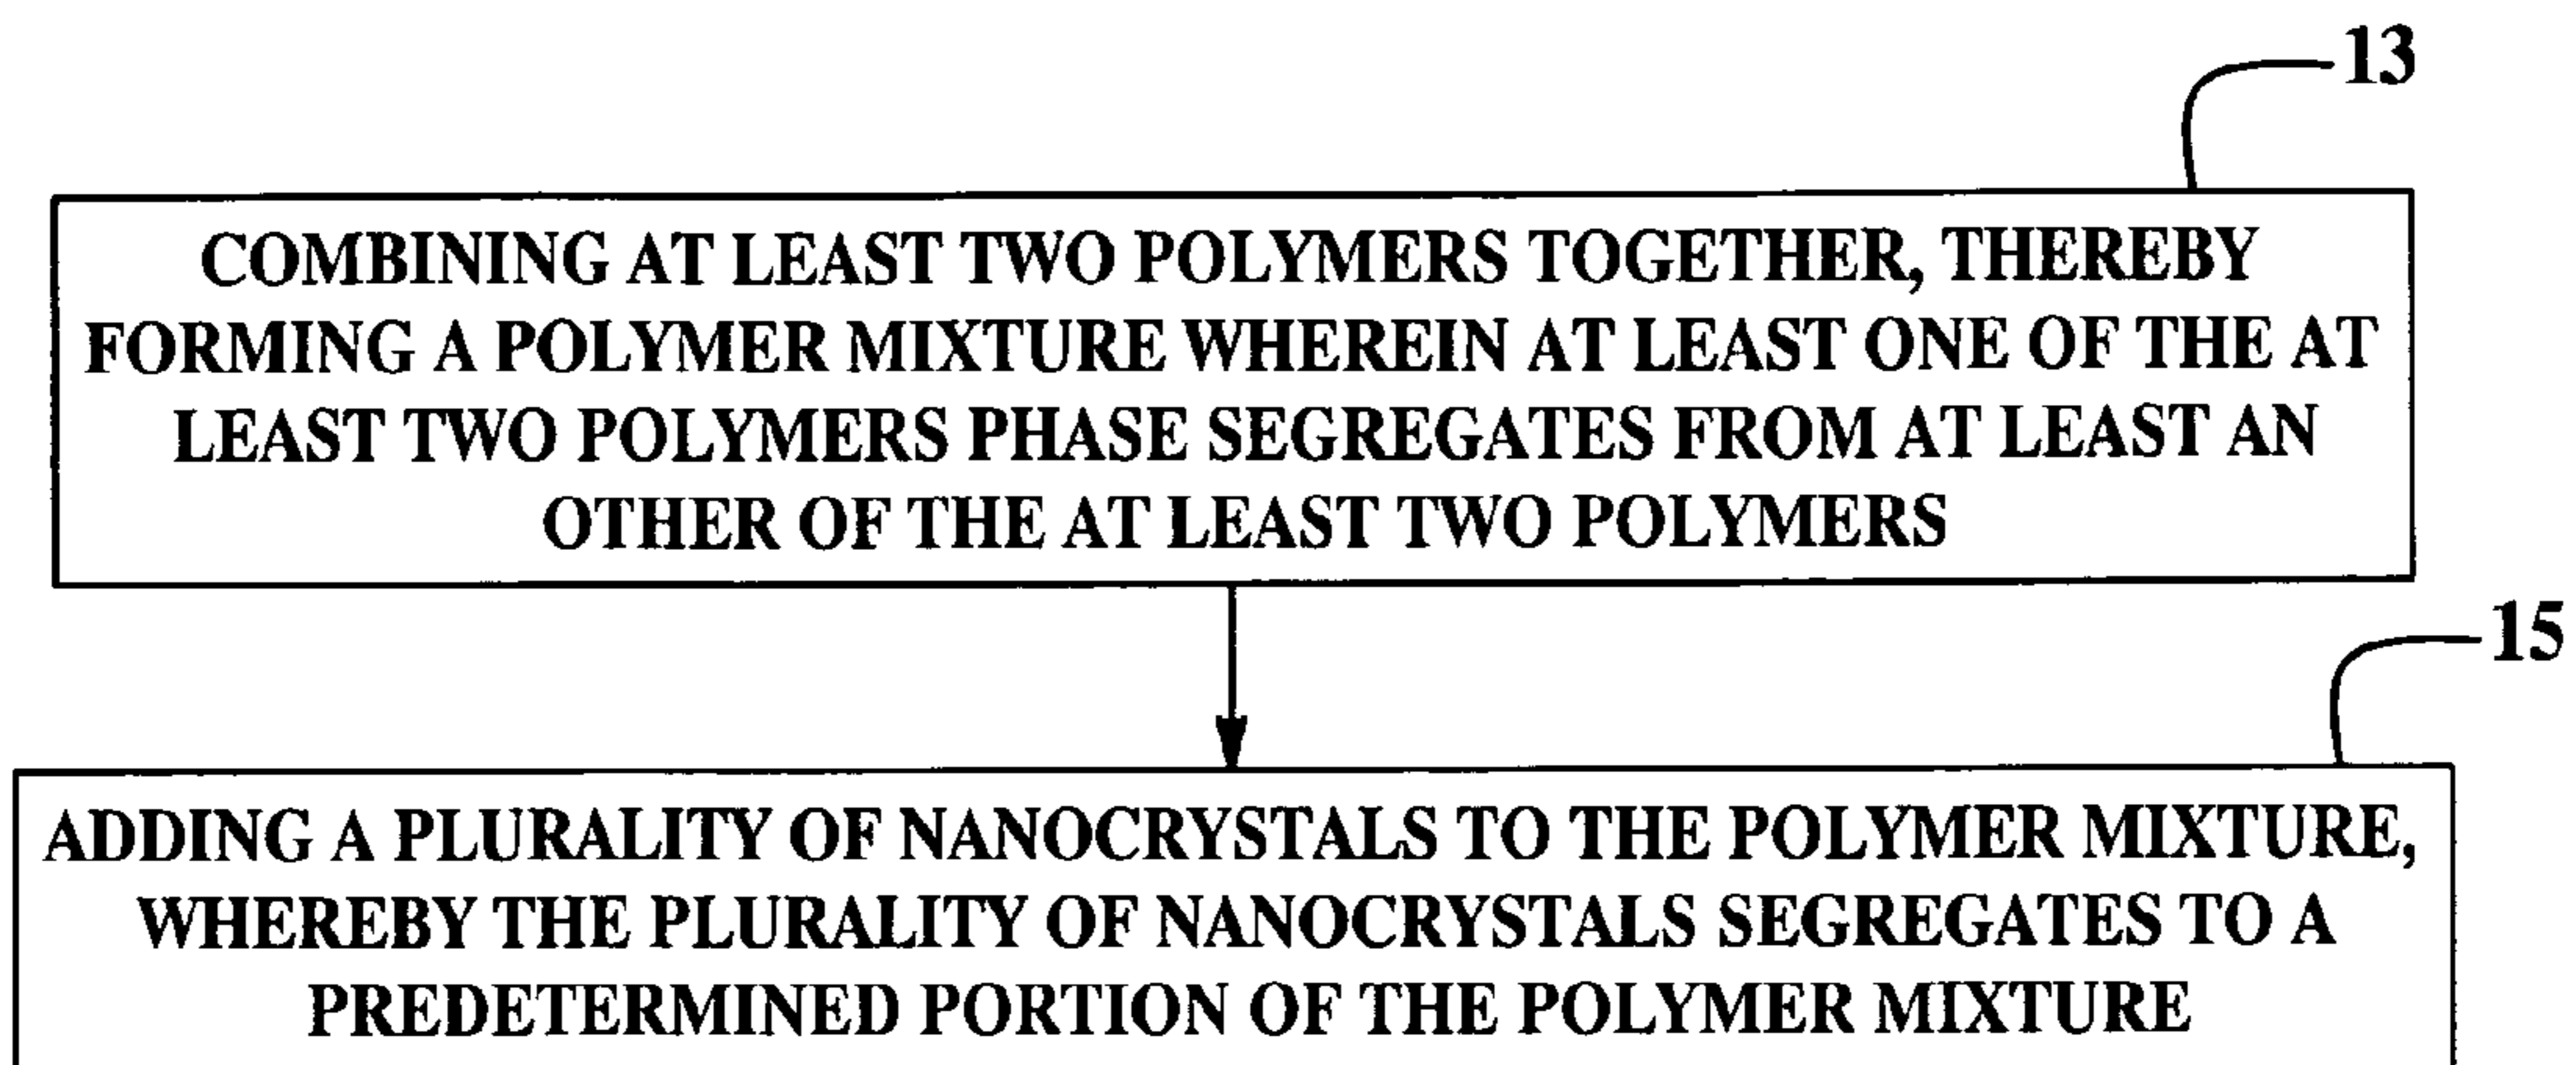 13
COMBINING AT LEAST TWO POLYMERS TOGETHER, THEREBY
FORMING A POLYMER MIXTURE WHEREIN AT LEAST ONE OF THE AT
LEAST TWO POLYMERS PHASE SEGREGATES FROM AT LEAST AN
OTHER OF THE AT LEAST TWO POLYMERS
15
ADDING A PLURALITY OF NANOCRYSTALS TO THE POLYMER MIXTURE,
WHEREBY THE PLURALITY OF NANOCRYSTALS SEGREGATES TO A
PREDETERMINED PORTION OF THE POLYMER MIXTURE